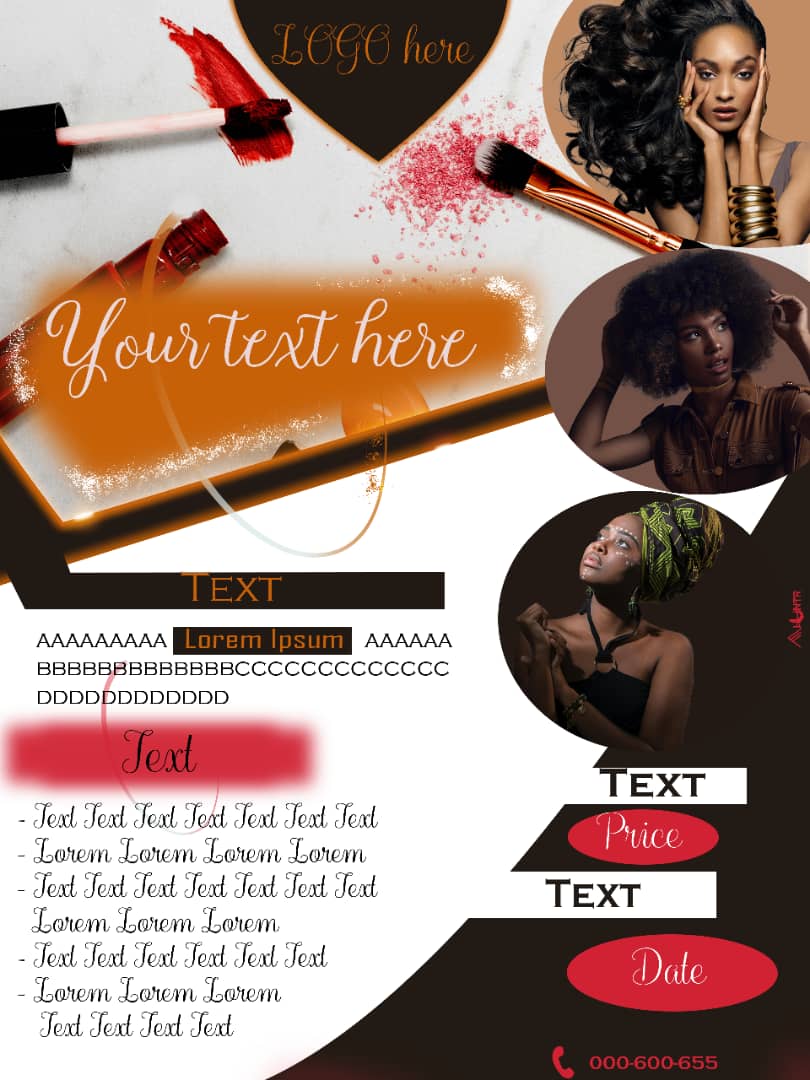 LOGO here
Your text here
TEXT
AAAAAAAAA Lorem Ipsum AAAAAA
BBBBBBBBBBBBBCCCCCCCCCCCCC
DDDDDDDDDDDD
Text
- Text Text Text Text Text Text Text
- Lorem Lorem Lorem Lorem
- Text Text Text Text Text Text Text
Lorem Lorem Lorem
- Text Text Text Text Text Text
- Lorem Lorem Lorem
Text Text Text Text
TEXT
Price
TEXT
Date
000-600-655